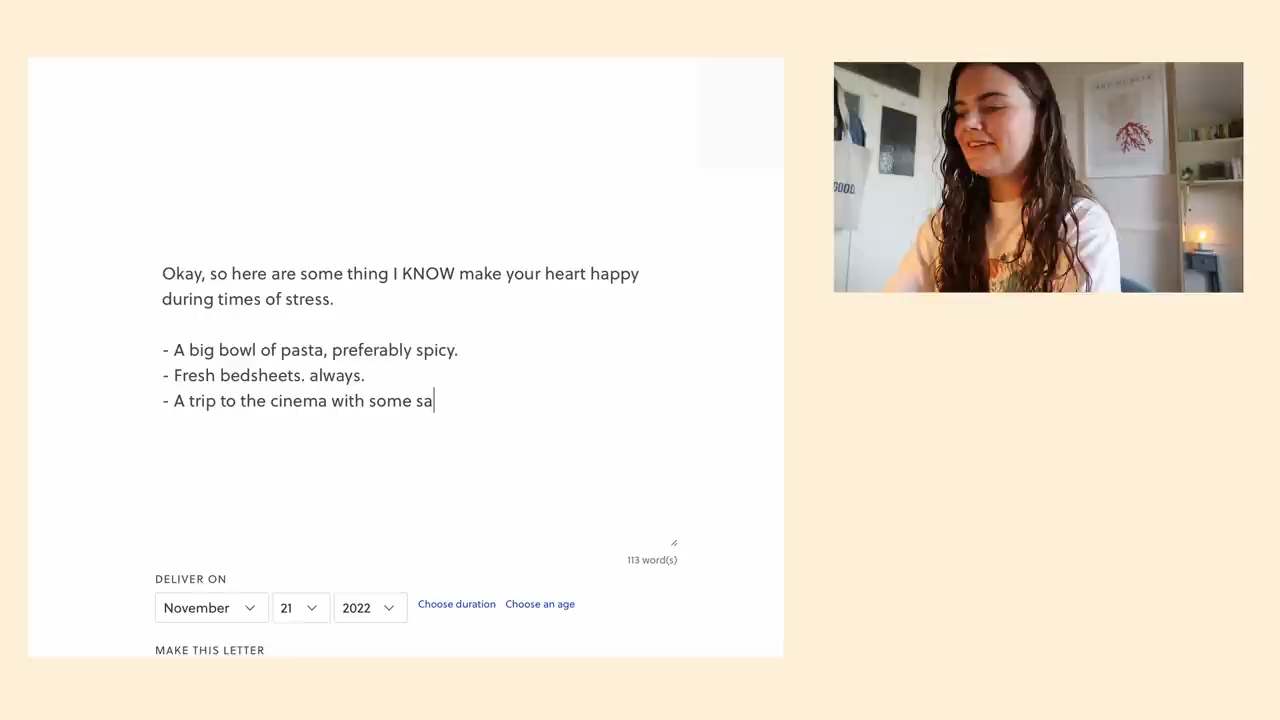 Okay, so here are some thing I KNOW make your heart happy
during times of stress.
- A big bowl of pasta, preferably spicy.
- Fresh bedsheets. always.
- A trip to the cinema with some sa
113 word(s)
DELIVER ON
November 21 2022 Choose duration Choose an age
MAKE THIS LETTER
GOOD.